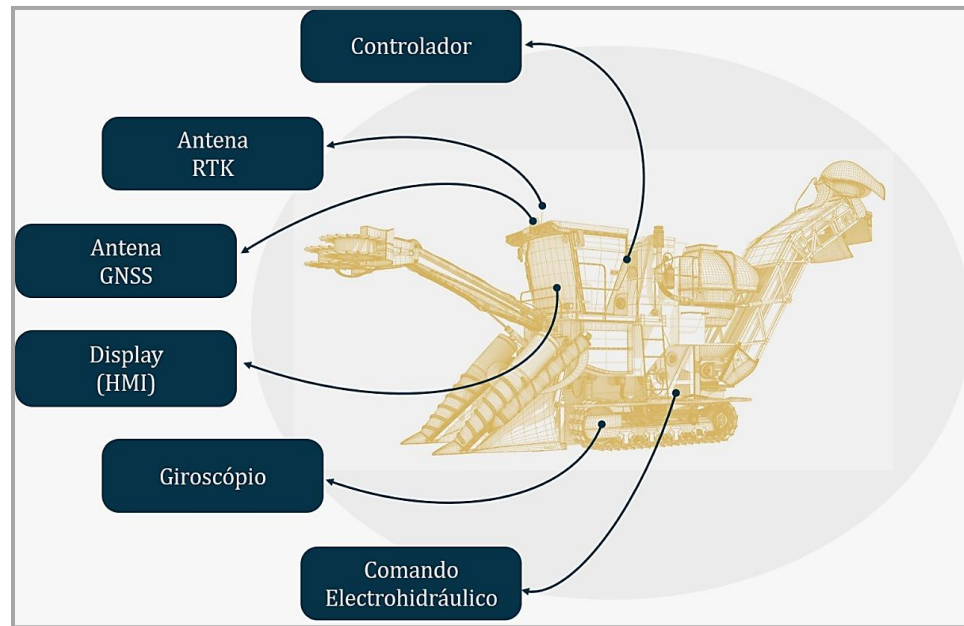 Controlador
Antena
RTK
Antena
GNSS
Display
(HMI)
Giroscópio
Comando
Electrohidráulico